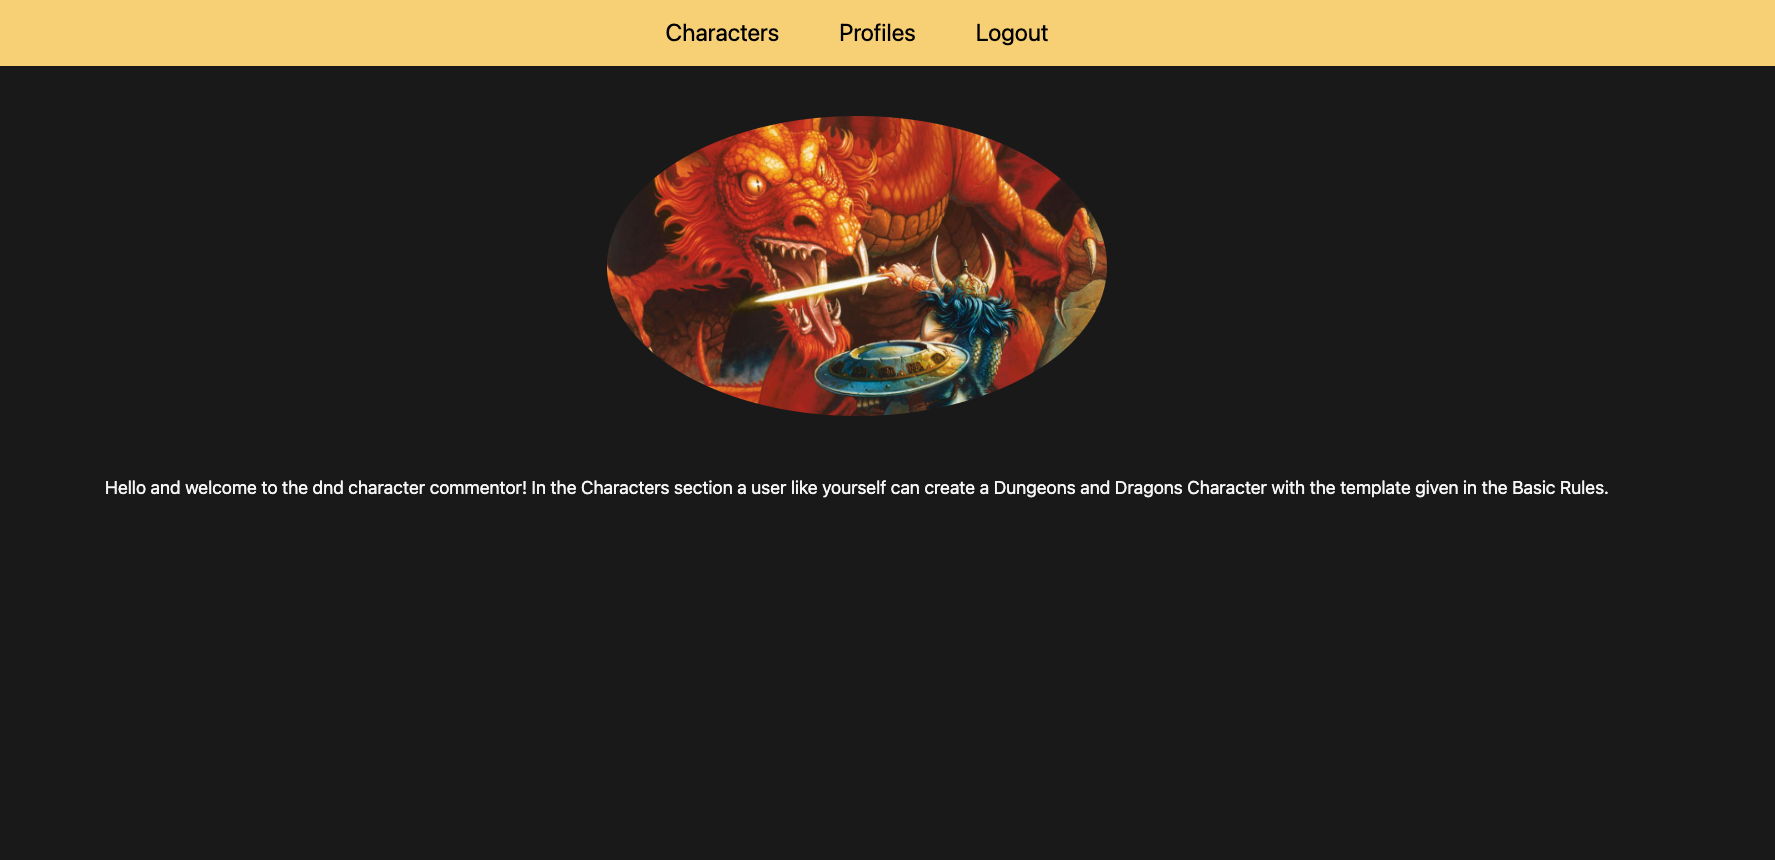 Characters Profiles Logout
Hello and welcome to the dnd character commentor! In the Characters section a user like yourself can create a Dungeons and Dragons Character with the template given in the Basic Rules.